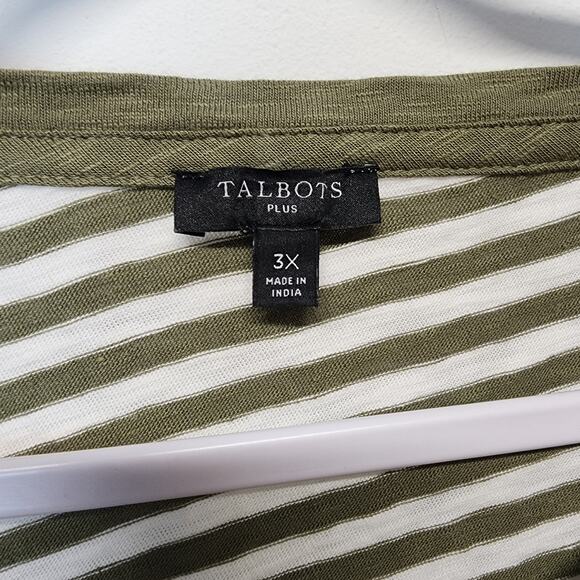 TALBOTS
PLUS
3X
MADE IN
INDIA